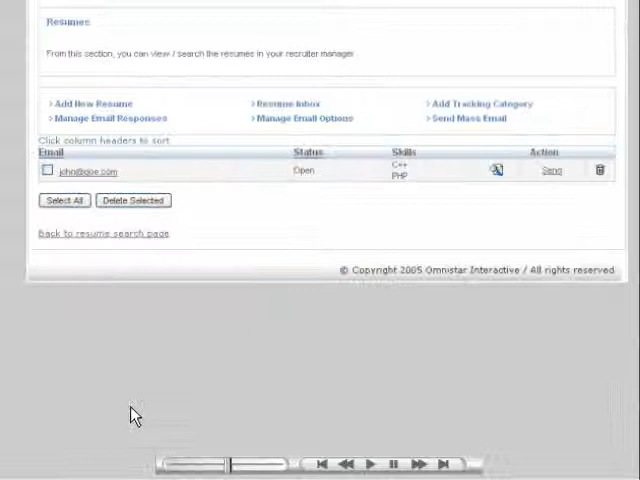 Resumes
From this section, you can view / search the resumes in your recruiter manager
> Add New Resume > Resume Inbox > Add Tracking Category
> Manage Email Responses > Manage Email Options > Send Mass Email
Click column headers to sort
Email Status Skills Action
john@doe.com Open C++ Send
PHP
Select All Delete Selected
Back to resume search page
© Copyright 2005 Omnistar Interactive / All rights reserved